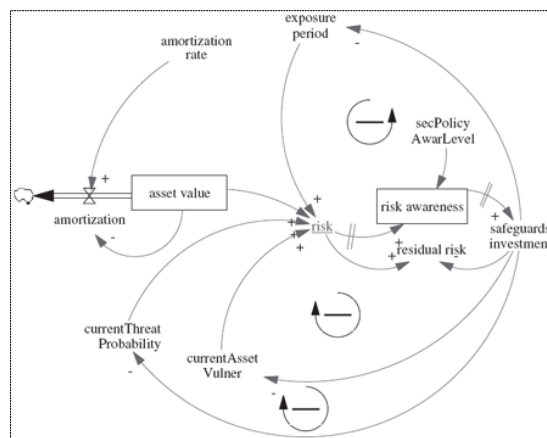 exposure
period
-
amortization
rate
secPolicy
AwarLevel
+
asset value
+
risk awareness
amortization
+
+
+
+
risk
+
+
safeguards
investment
-
+
residual risk
-
currentThreat
Probability
-
currentAsset
Vulner
-